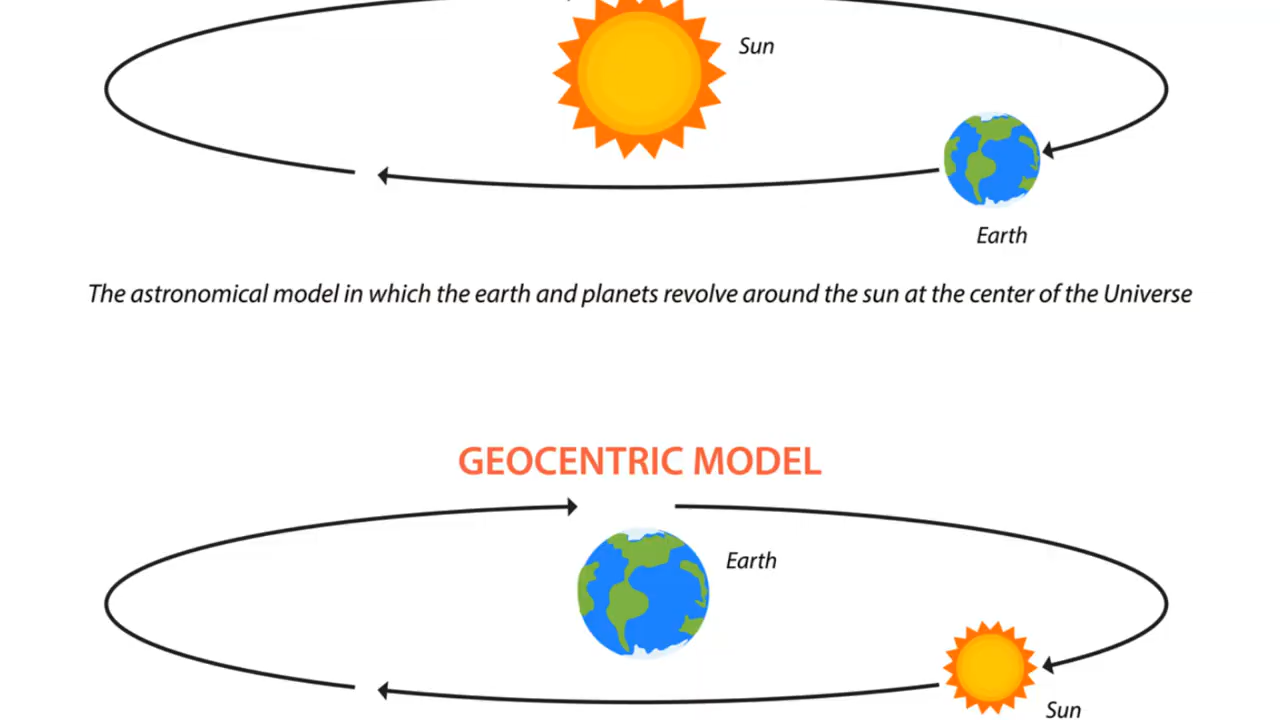 Sun
Earth
The astronomical model in which the earth and planets revolve around the sun at the center of the Universe
GEOCENTRIC MODEL
Earth
Sun